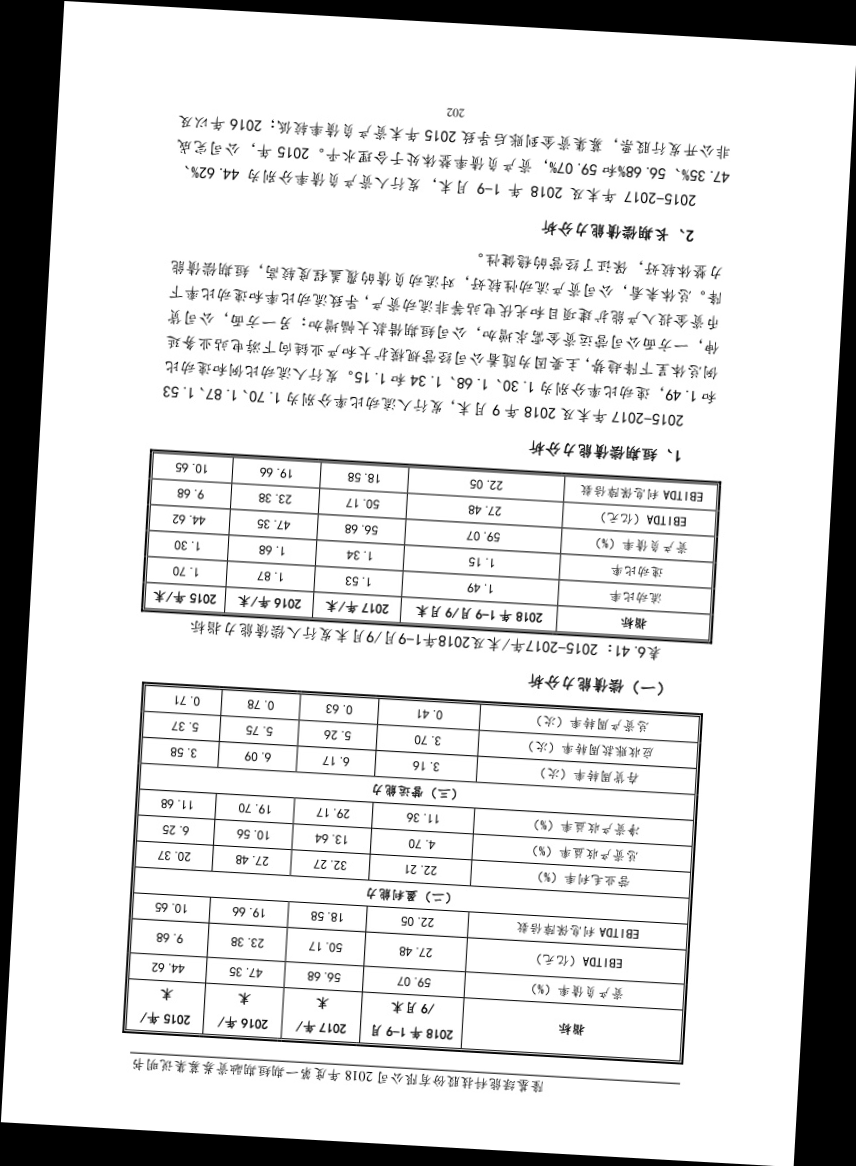 隆基绿能科技股份有限公司 2018 年度第一期短期融资券募集说明书
指标 2018 年 1-9 月 2017 年/ 2016 年/ 2015 年/
/9 月末 末 末 末
资产负债率（%） 59.07 56.68 47.35 44.62
EBITDA（亿元） 27.48 50.17 23.38 9.68
EBITDA 利息保障倍数 22.05 18.58 19.66 10.65
（二）盈利能力
营业毛利率（%） 22.21 32.27 27.48 20.37
总资产收益率（%） 4.70 13.64 10.56 6.25
净资产收益率（%） 11.36 29.17 19.70 11.68
（三）营运能力
存货周转率（次） 3.16 6.17 6.09 3.58
应收账款周转率（次） 3.70 5.26 5.75 5.37
总资产周转率（次） 0.41 0.63 0.78 0.71
（一）偿债能力分析
表6.41：2015-2017年/末及2018年1-9月/9月末发行人偿债能力指标
指标 2018 年 1-9 月/9 月末 2017 年/末 2016 年/末 2015 年/末
流动比率 1.49 1.53 1.87 1.70
速动比率 1.15 1.34 1.68 1.30
资产负债率（%） 59.07 56.68 47.35 44.62
EBITDA（亿元） 27.48 50.17 23.38 9.68
EBITDA 利息保障倍数 22.05 18.58 19.66 10.65
1、短期偿债能力分析
2015-2017 年末及 2018 年 9 月末，发行人流动比率分别为 1.70、1.87、1.53
和 1.49，速动比率分别为 1.30、1.68、1.34 和 1.15。发行人流动比例和速动比
例总体呈下降趋势，主要因为随着公司经营规模扩大和产业链向下游电站业务延
伸，一方面公司营运资金需求增加，公司短期借款大幅增加；另一方面，公司货
币资金投入产能扩建项目和光伏电站等非流动资产，导致流动比率和速动比率下
降。总体来看，公司资产流动性较好，对流动负债的覆盖程度较高，短期偿债能
力整体较好，保证了经营的稳健性。
2、长期偿债能力分析
2015-2017 年末及 2018 年 1-9 月末，发行人资产负债率分别为 44.62%、
47.35%、56.68%和 59.07%，资产负债率整体处于合理水平。2015 年，公司完成
非公开发行股票，募集资金到账后导致 2015 年末资产负债率较低；2016 年以及
202